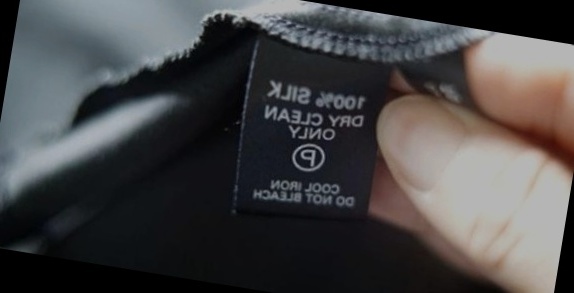 100% SILK
DRY CLEAN
ONLY
P
COOL IRON
DO NOT BLEACH